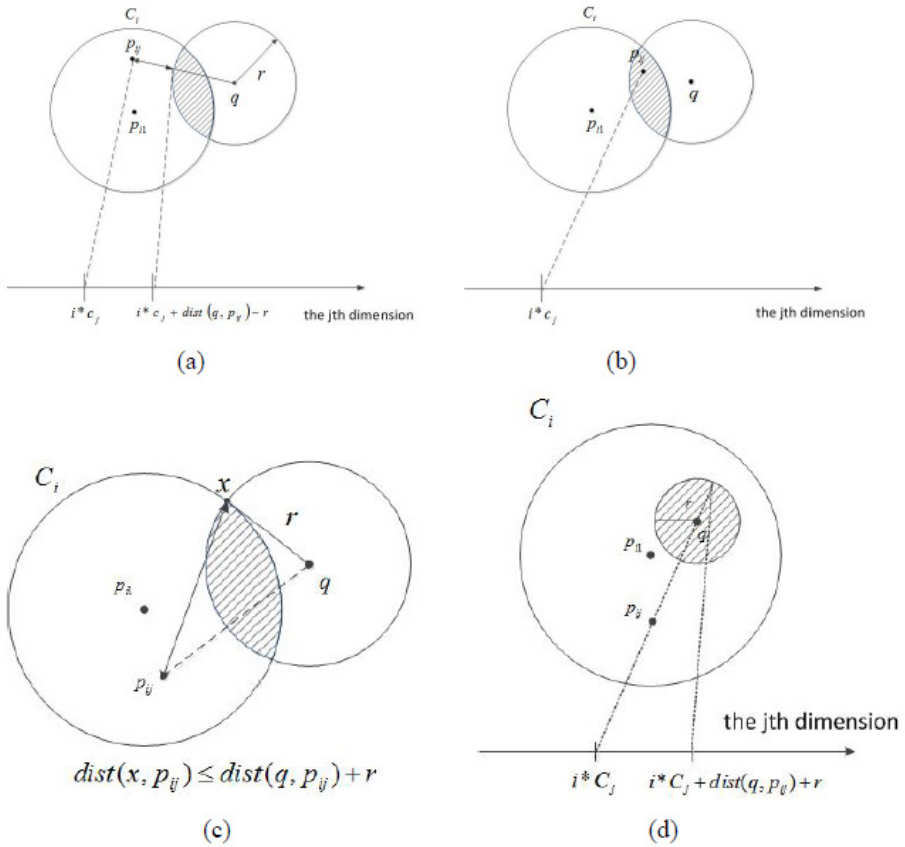 C_i
p_ij
r
q
p_i1
i*c_j
i*c_j + dist(q, p_ij) − r
the jth dimension
(a)
C_i
p_ij
q
p_i1
i*c_j
the jth dimension
(b)
C_i
x
r
q
p_i1
p_ij
dist(x, p_ij) ≤ dist(q, p_ij) + r
(c)
C_i
r
q
p_i1
p_ij
the jth dimension
i*C_j
i*C_j + dist(q, p_ij) + r
(d)